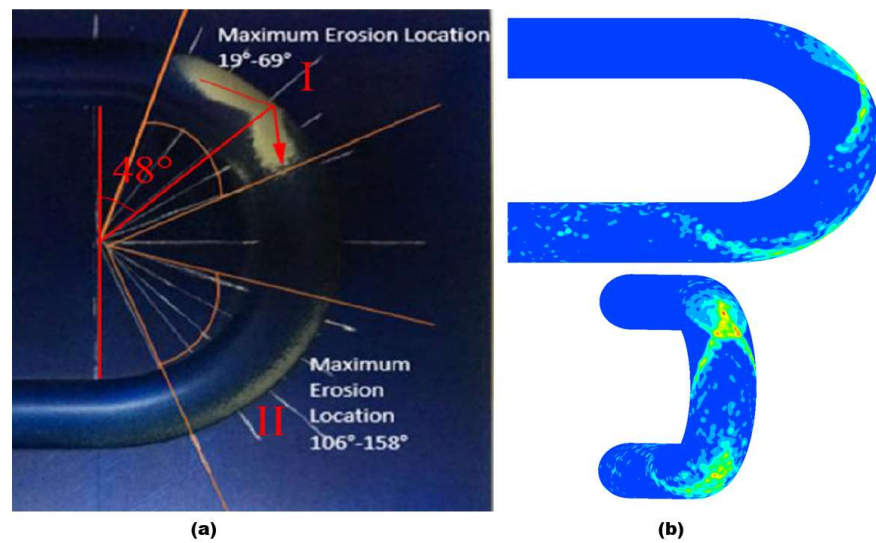 Maximum Erosion Location
19°-69°
I
48°
Maximum
Erosion
Location
106°-158°
II
(a)
(b)